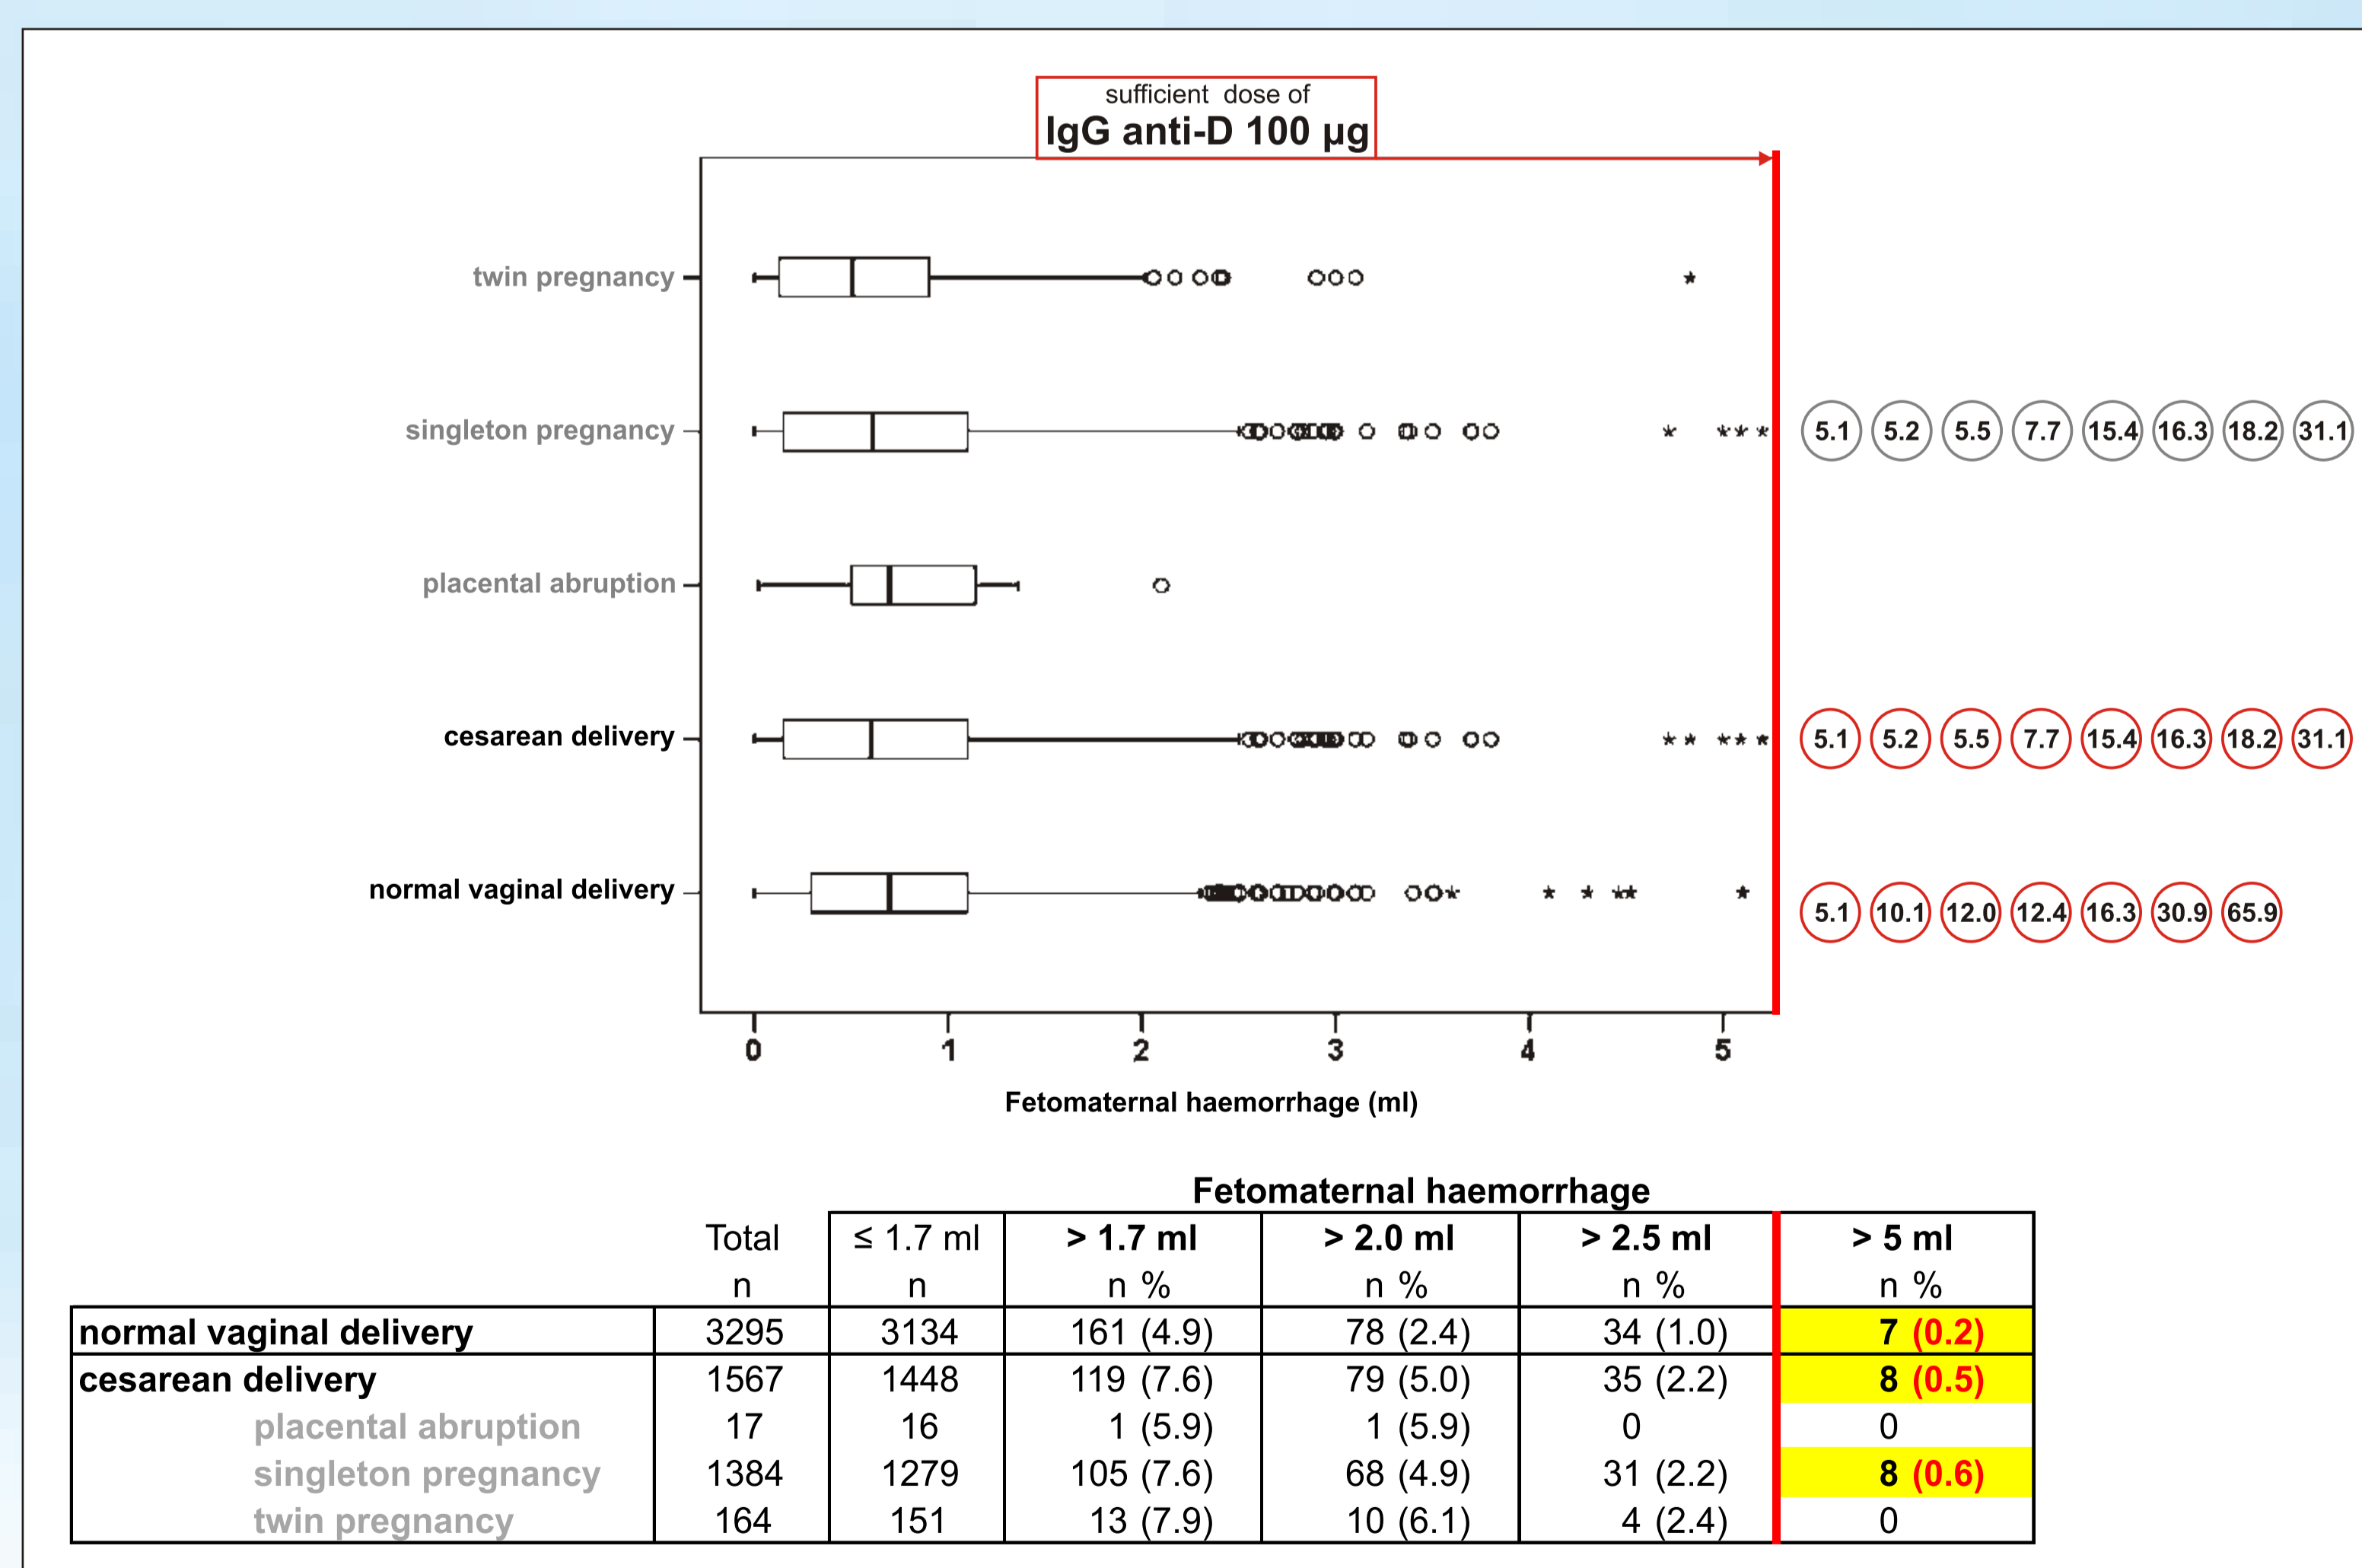 sufficient dose of
IgG anti-D 100 µg
twin pregnancy
singleton pregnancy 5.1 5.2 5.5 7.7 15.4 16.3 18.2 31.1
placental abruption
cesarean delivery 5.1 5.2 5.5 7.7 15.4 16.3 18.2 31.1
normal vaginal delivery 5.1 10.1 12.0 12.4 16.3 30.9 65.9
0 1 2 3 4 5
Fetomaternal haemorrhage (ml)
Fetomaternal haemorrhage
Total ≤ 1.7 ml > 1.7 ml > 2.0 ml > 2.5 ml > 5 ml
n n n % n % n % n %
normal vaginal delivery 3295 3134 161 (4.9) 78 (2.4) 34 (1.0) 7 (0.2)
cesarean delivery 1567 1448 119 (7.6) 79 (5.0) 35 (2.2) 8 (0.5)
placental abruption 17 16 1 (5.9) 1 (5.9) 0 0
singleton pregnancy 1384 1279 105 (7.6) 68 (4.9) 31 (2.2) 8 (0.6)
twin pregnancy 164 151 13 (7.9) 10 (6.1) 4 (2.4) 0